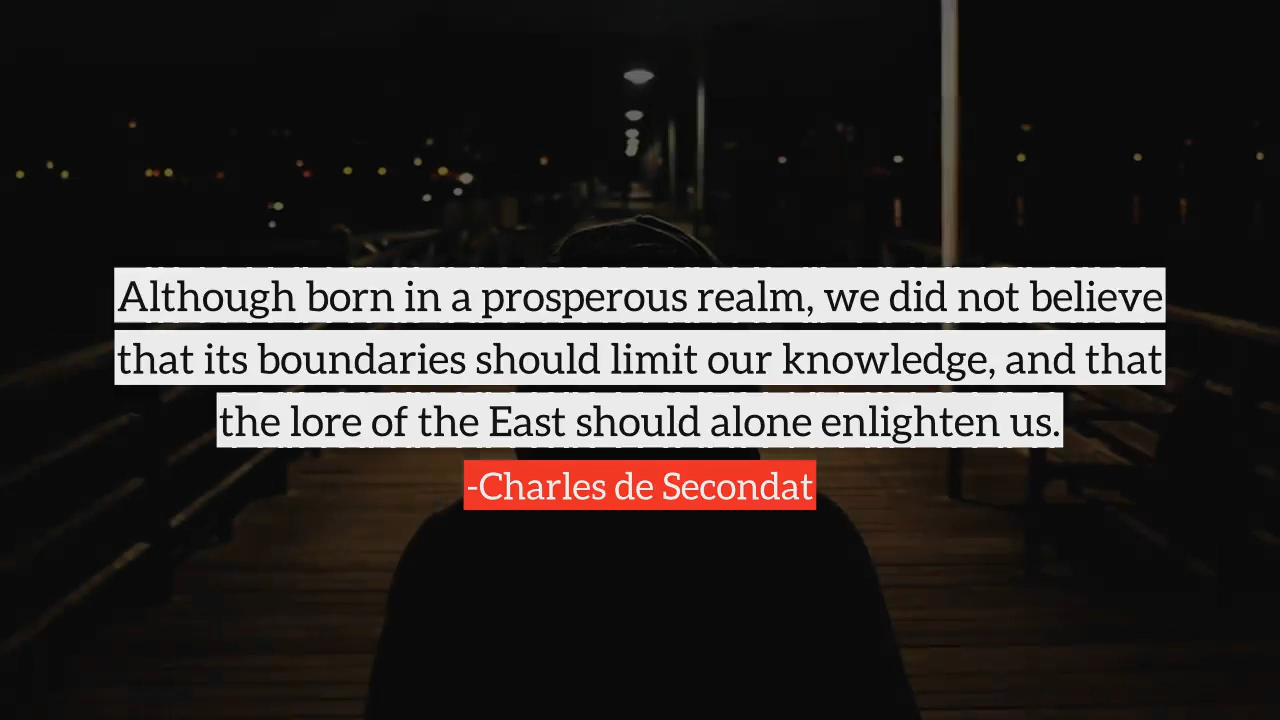 Although born in a prosperous realm, we did not believe
that its boundaries should limit our knowledge, and that
the lore of the East should alone enlighten us.
-Charles de Secondat